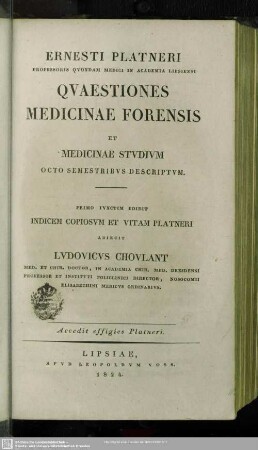 ERNESTI PLATNERI
PROFESSORIS QVONDAM MEDICI IN ACADEMIA LIPSIENSI
QVAESTIONES
MEDICINAE FORENSIS
ET
MEDICINAE STVDIVM
OCTO SEMESTRIBVS DESCRIPTVM.
PRIMO IVNCTIM EDIDIT
INDICEM COPIOSVM ET VITAM PLATNERI
ADIECIT
LVDOVICVS CHOVLANT
MED. ET CHIR. DOCTOR, IN ACADEMIA CHIR. MED. DRESDENSI
PROFESSOR ET INSTITVTI POLICLINICI DIRECTOR, NOSOCOMII
ELISABETHINI MEDICVS ORDINARIVS.
Accedit effigies Platneri.
LIPSIAE,
APVD LEOPOLDVM VOSS.
1824.